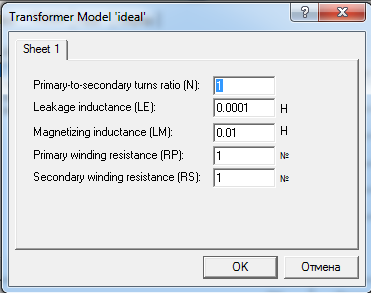 Transformer Model 'ideal'
Sheet 1
Primary-to-secondary turns ratio (N): 1
Leakage inductance (LE): 0.0001 H
Magnetizing inductance (LM): 0.01 H
Primary winding resistance (RP): 1 №
Secondary winding resistance (RS): 1 №
OK Отмена